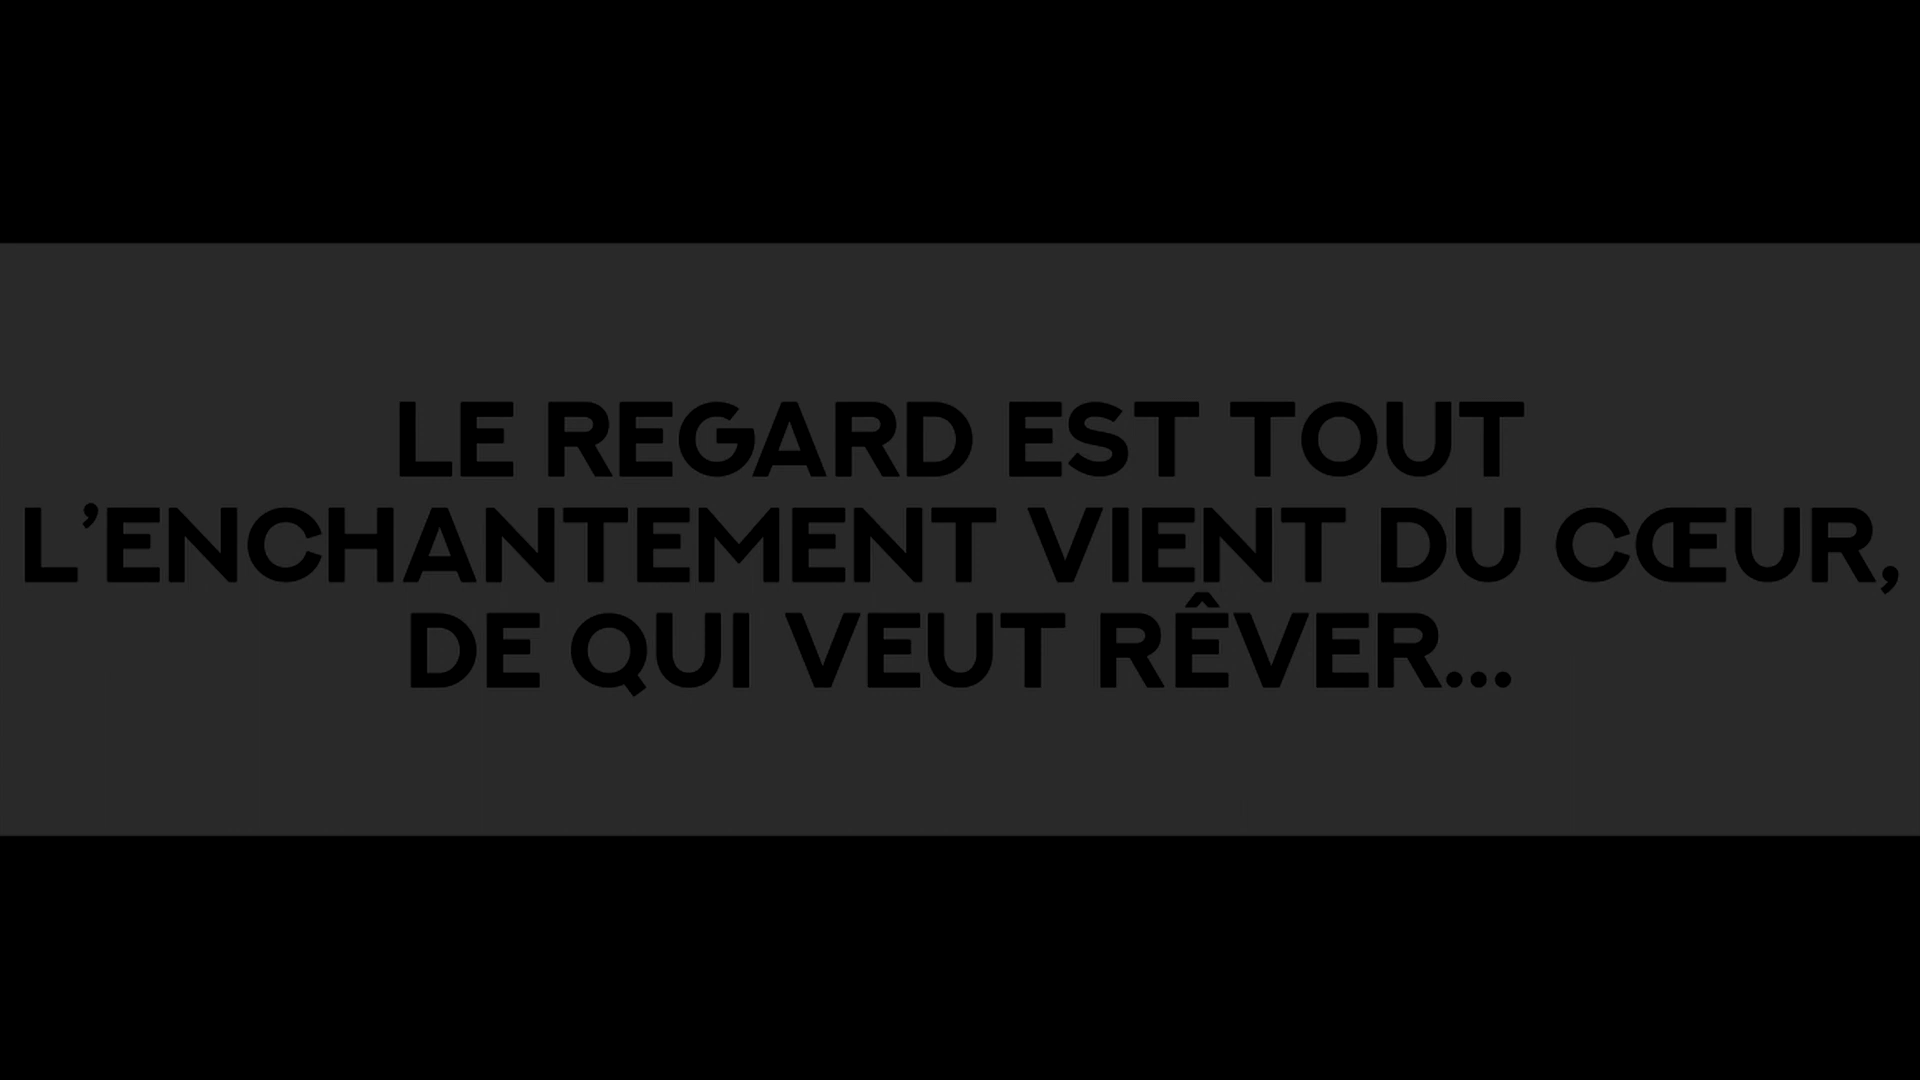 LE REGARD EST TOUT
L’ENCHANTEMENT VIENT DU CŒUR,
DE QUI VEUT RÊVER...